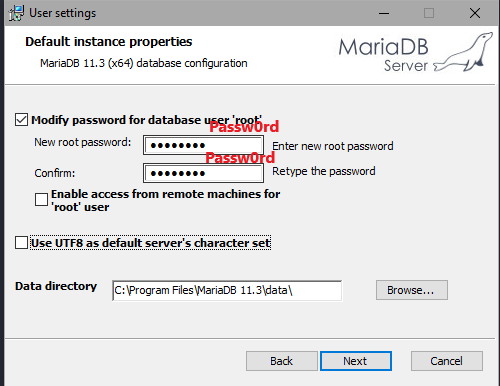 User settings
Default instance properties
MariaDB 11.3 (x64) database configuration
MariaDB
Server
Modify password for database user 'root'
Passw0rd
New root password:
●●●●●●●●
Enter new root password
Passw0rd
Confirm:
●●●●●●●●
Retype the password
Enable access from remote machines for
'root' user
Use UTF8 as default server's character set
Data directory
C:\Program Files\MariaDB 11.3\data\
Browse...
Back
Next
Cancel